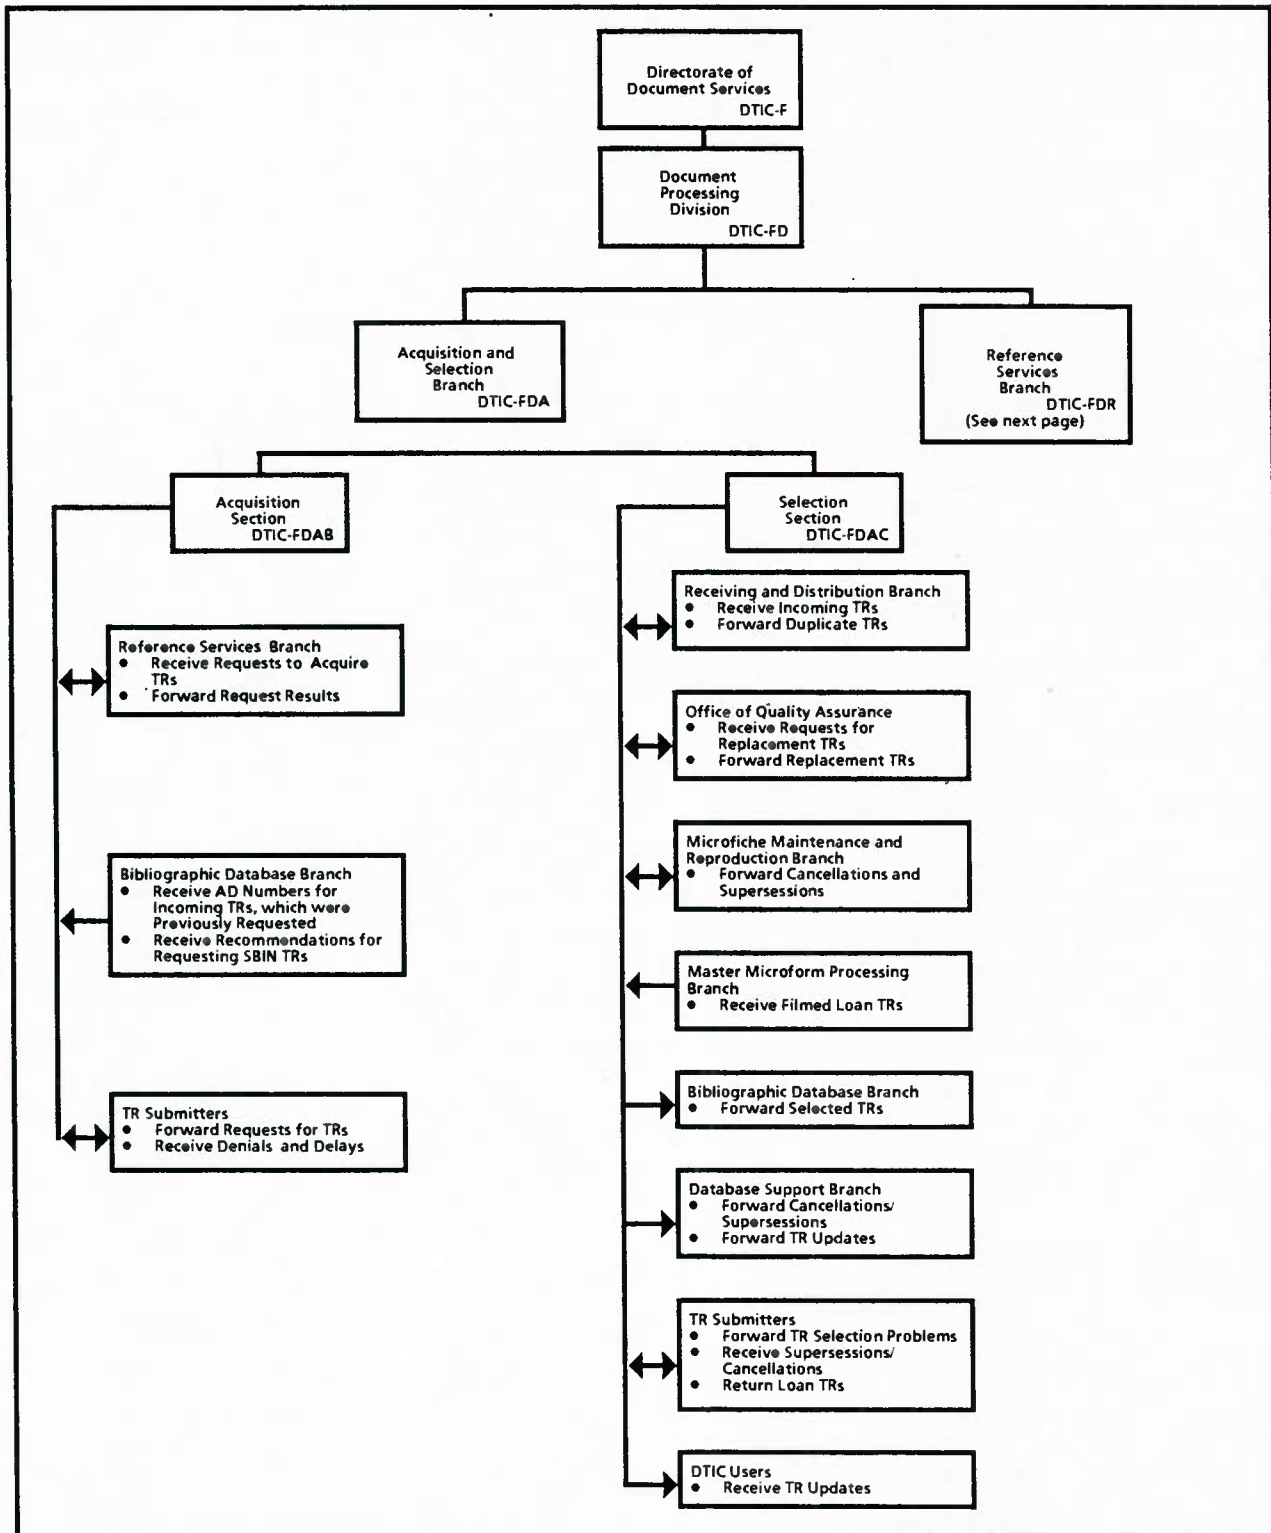 Directorate of
Document Services
DTIC-F
Document
Processing
Division
DTIC-FD
Acquisition and
Selection
Branch
DTIC-FDA
Reference
Services
Branch
DTIC-FDR
(See next page)
Acquisition
Section
DTIC-FDAB
Selection
Section
DTIC-FDAC
Reference Services Branch
● Receive Requests to Acquire
TRs
● Forward Request Results
Bibliographic Database Branch
● Receive AD Numbers for
Incoming TRs, which were
Previously Requested
● Receive Recommendations for
Requesting SBIN TRs
TR Submitters
● Forward Requests for TRs
● Receive Denials and Delays
Receiving and Distribution Branch
● Receive Incoming TRs
● Forward Duplicate TRs
Office of Quality Assurance
● Receive Requests for
Replacement TRs
● Forward Replacement TRs
Microfiche Maintenance and
Reproduction Branch
● Forward Cancellations and
Supersessions
Master Microform Processing
Branch
● Receive Filmed Loan TRs
Bibliographic Database Branch
● Forward Selected TRs
Database Support Branch
● Forward Cancellations/
Supersessions
● Forward TR Updates
TR Submitters
● Forward TR Selection Problems
● Receive Supersessions/
Cancellations
● Return Loan TRs
DTIC Users
● Receive TR Updates